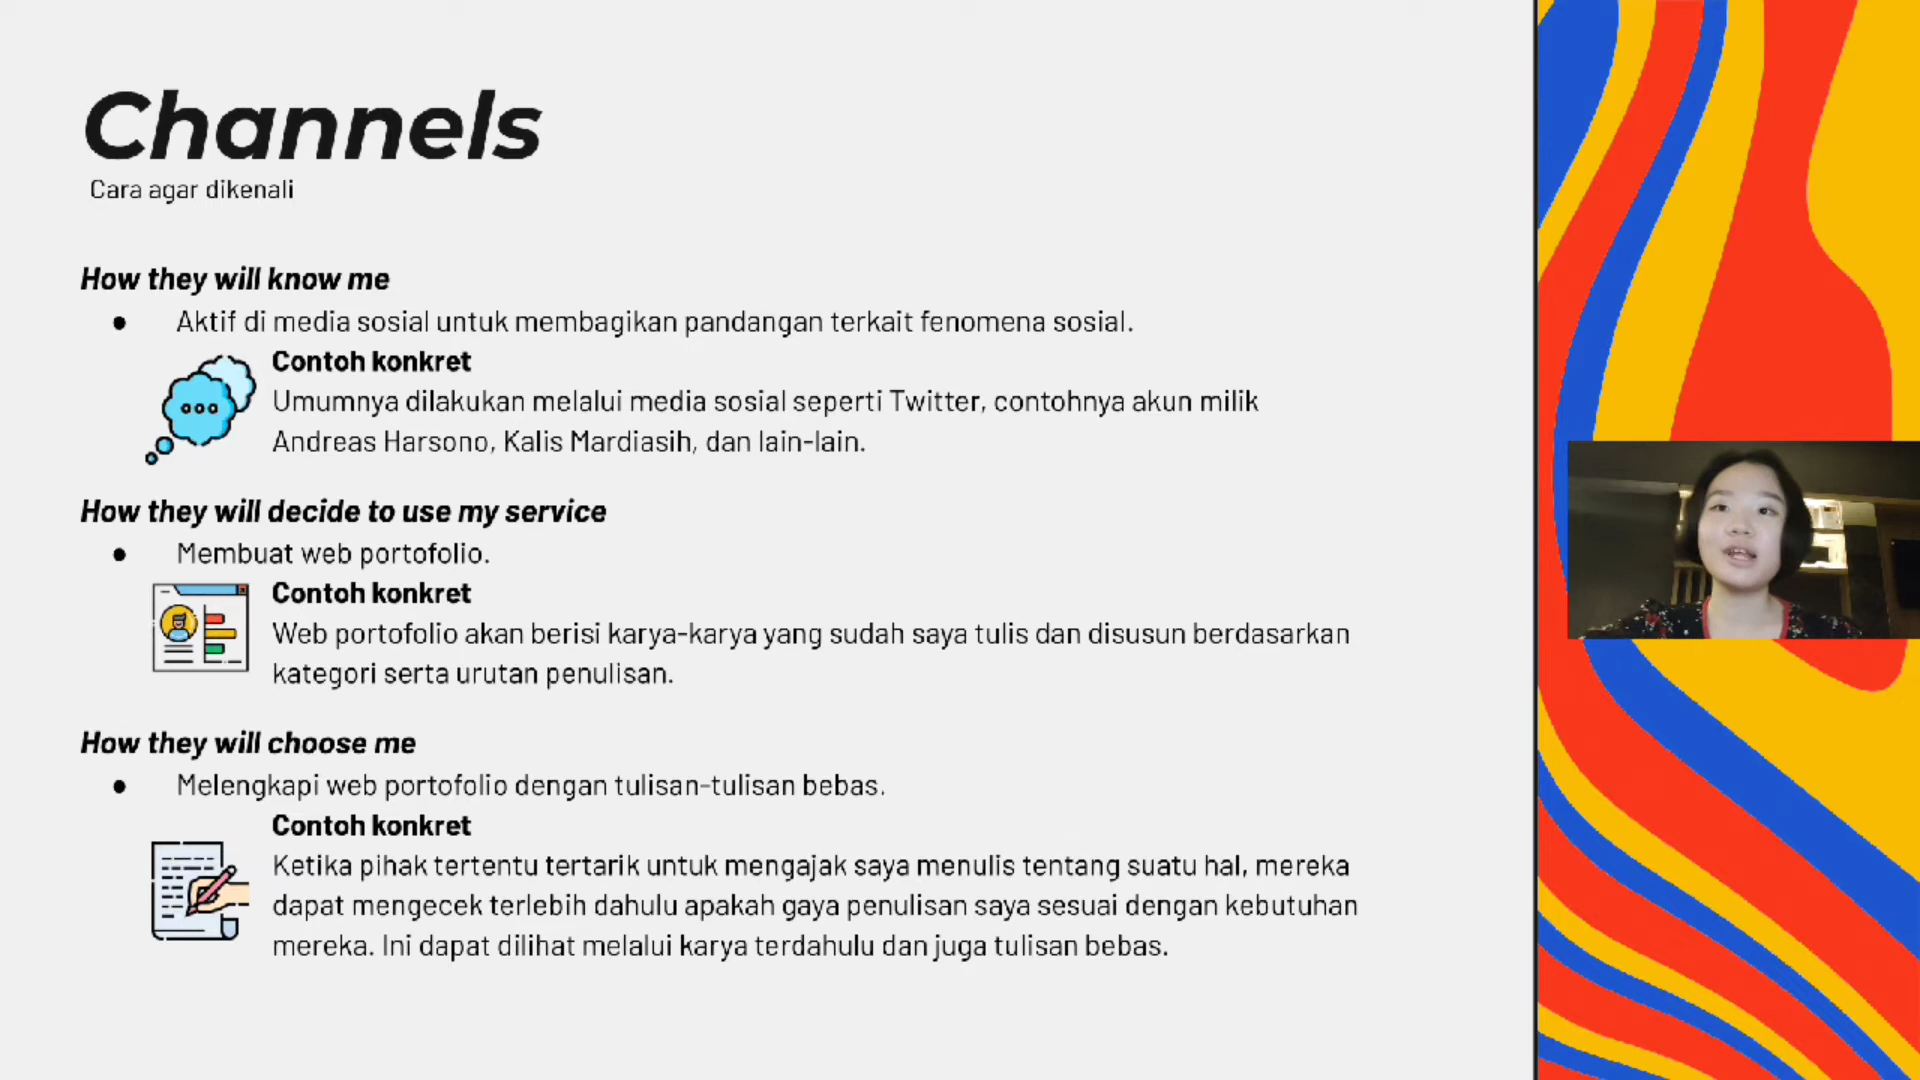 Channels
Cara agar dikenali
How they will know me
● Aktif di media sosial untuk membagikan pandangan terkait fenomena sosial.
Contoh konkret
Umumnya dilakukan melalui media sosial seperti Twitter, contohnya akun milik
Andreas Harsono, Kalis Mardiasih, dan lain-lain.
How they will decide to use my service
● Membuat web portofolio.
Contoh konkret
Web portofolio akan berisi karya-karya yang sudah saya tulis dan disusun berdasarkan
kategori serta urutan penulisan.
How they will choose me
● Melengkapi web portofolio dengan tulisan-tulisan bebas.
Contoh konkret
Ketika pihak tertentu tertarik untuk mengajak saya menulis tentang suatu hal, mereka
dapat mengecek terlebih dahulu apakah gaya penulisan saya sesuai dengan kebutuhan
mereka. Ini dapat dilihat melalui karya terdahulu dan juga tulisan bebas.